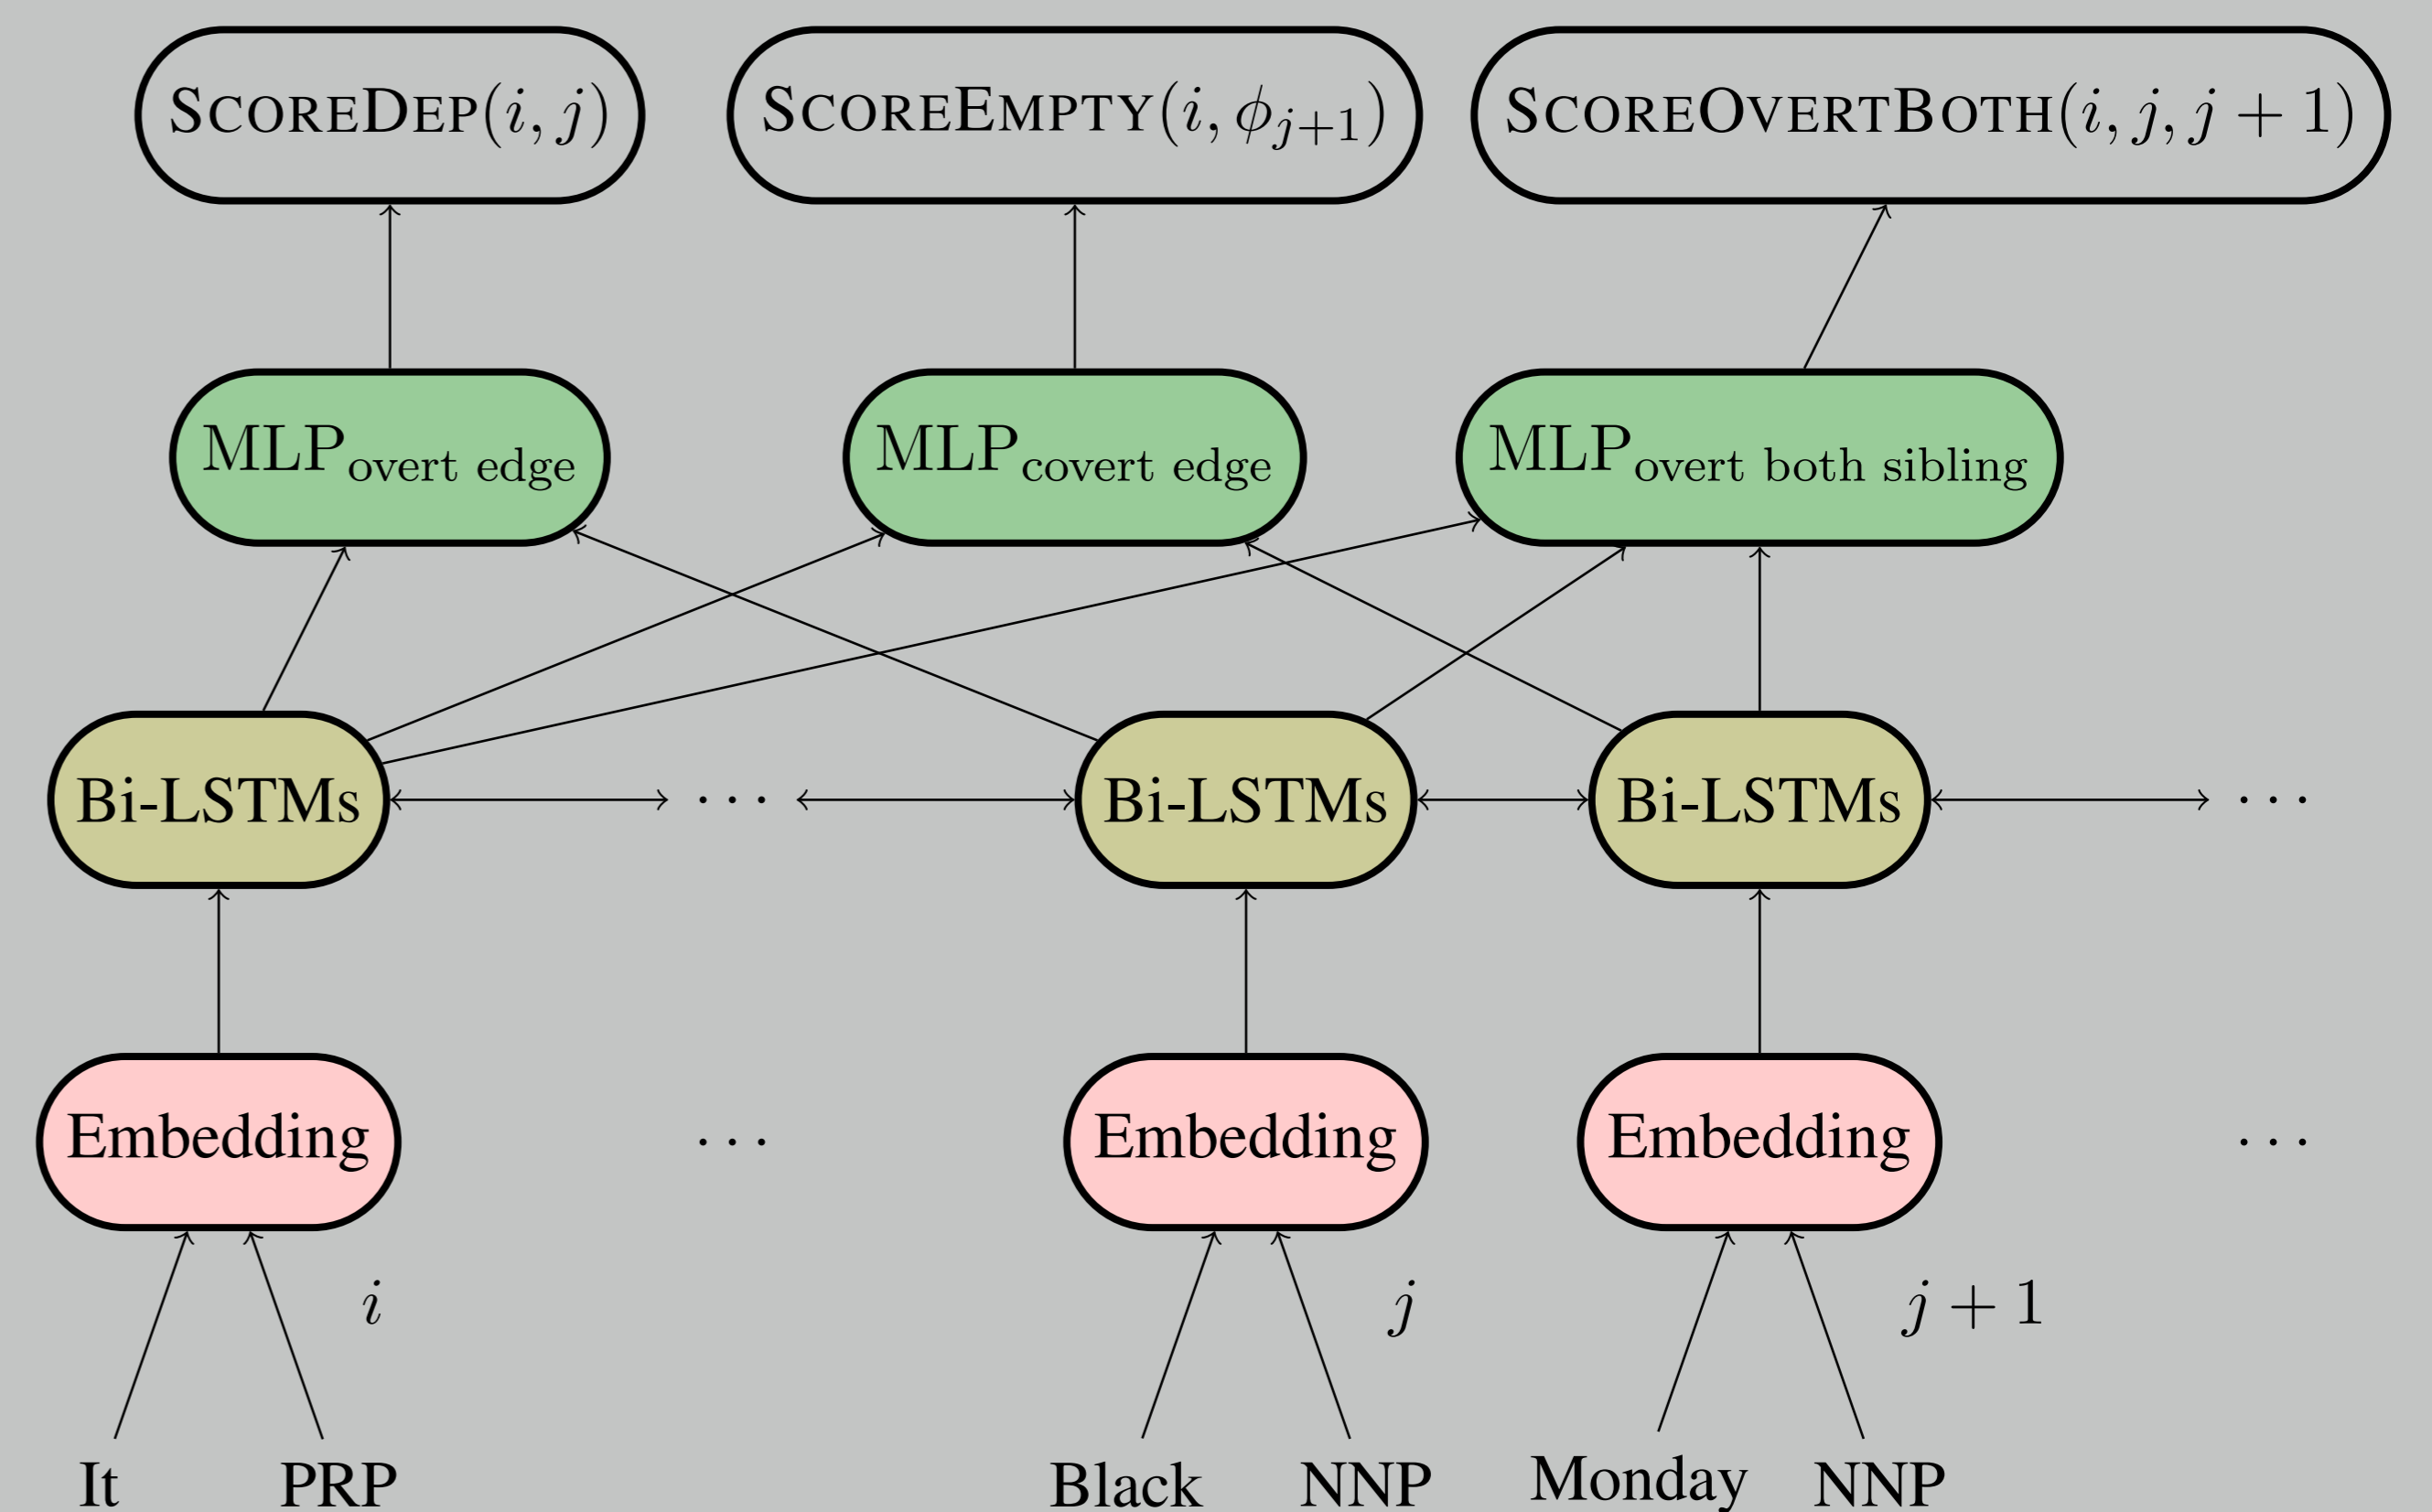 SCOREDEP(i, j) SCOREEMPTY(i, ϕj+1) SCOREOVERTBOTH(i, j, j + 1)
MLPovert edge MLPcovert edge MLPovert both sibling
Bi-LSTMs ··· Bi-LSTMs Bi-LSTMs ···
Embedding ··· Embedding Embedding ···
i j j + 1
It PRP Black NNP Monday NNP